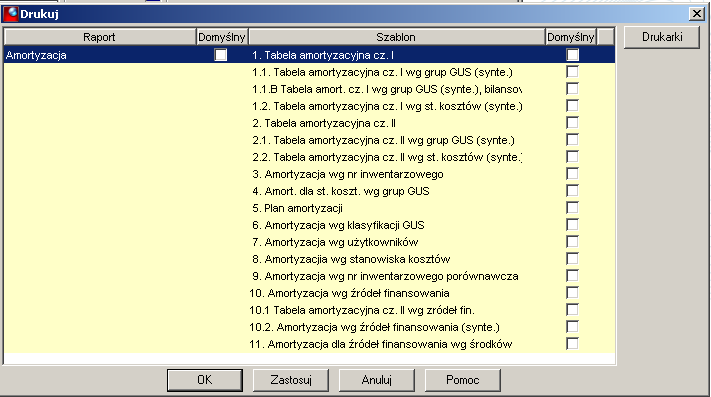 Drukuj
Raport Domyślny Szablon Domyślny
Drukarki
Amortyzacja 1. Tabela amortyzacyjna cz. I
1.1. Tabela amortyzacyjna cz. I wg grup GUS (synte.)
1.1.B Tabela amort. cz. I wg grup GUS (synte.), bilansov
1.2. Tabela amortyzacyjna cz. I wg st. kosztów (synte.)
2. Tabela amortyzacyjna cz. II
2.1. Tabela amortyzacyjna cz. II wg grup GUS (synte.)
2.2. Tabela amortyzacyjna cz. II wg st. kosztów (synte.
3. Amortyzacja wg nr inwentarzowego
4. Amort. dla st. koszt. wg grup GUS
5. Plan amortyzacji
6. Amortyzacja wg klasyfikacji GUS
7. Amortyzacja wg użytkowników
8. Amortyzacjia wg stanowiska kosztów
9. Amortyzacja wg nr inwentarzowego porównawcza
10. Amortyzacja wg źródeł finansowania
10.1 Tabela amortyzacyjna cz. II wg zródeł fin.
10.2. Amortyzacja wg źródeł finansowania (synte.)
11. Amortyzacja dla źródeł finansowania wg środków
OK Zastosuj Anuluj Pomoc